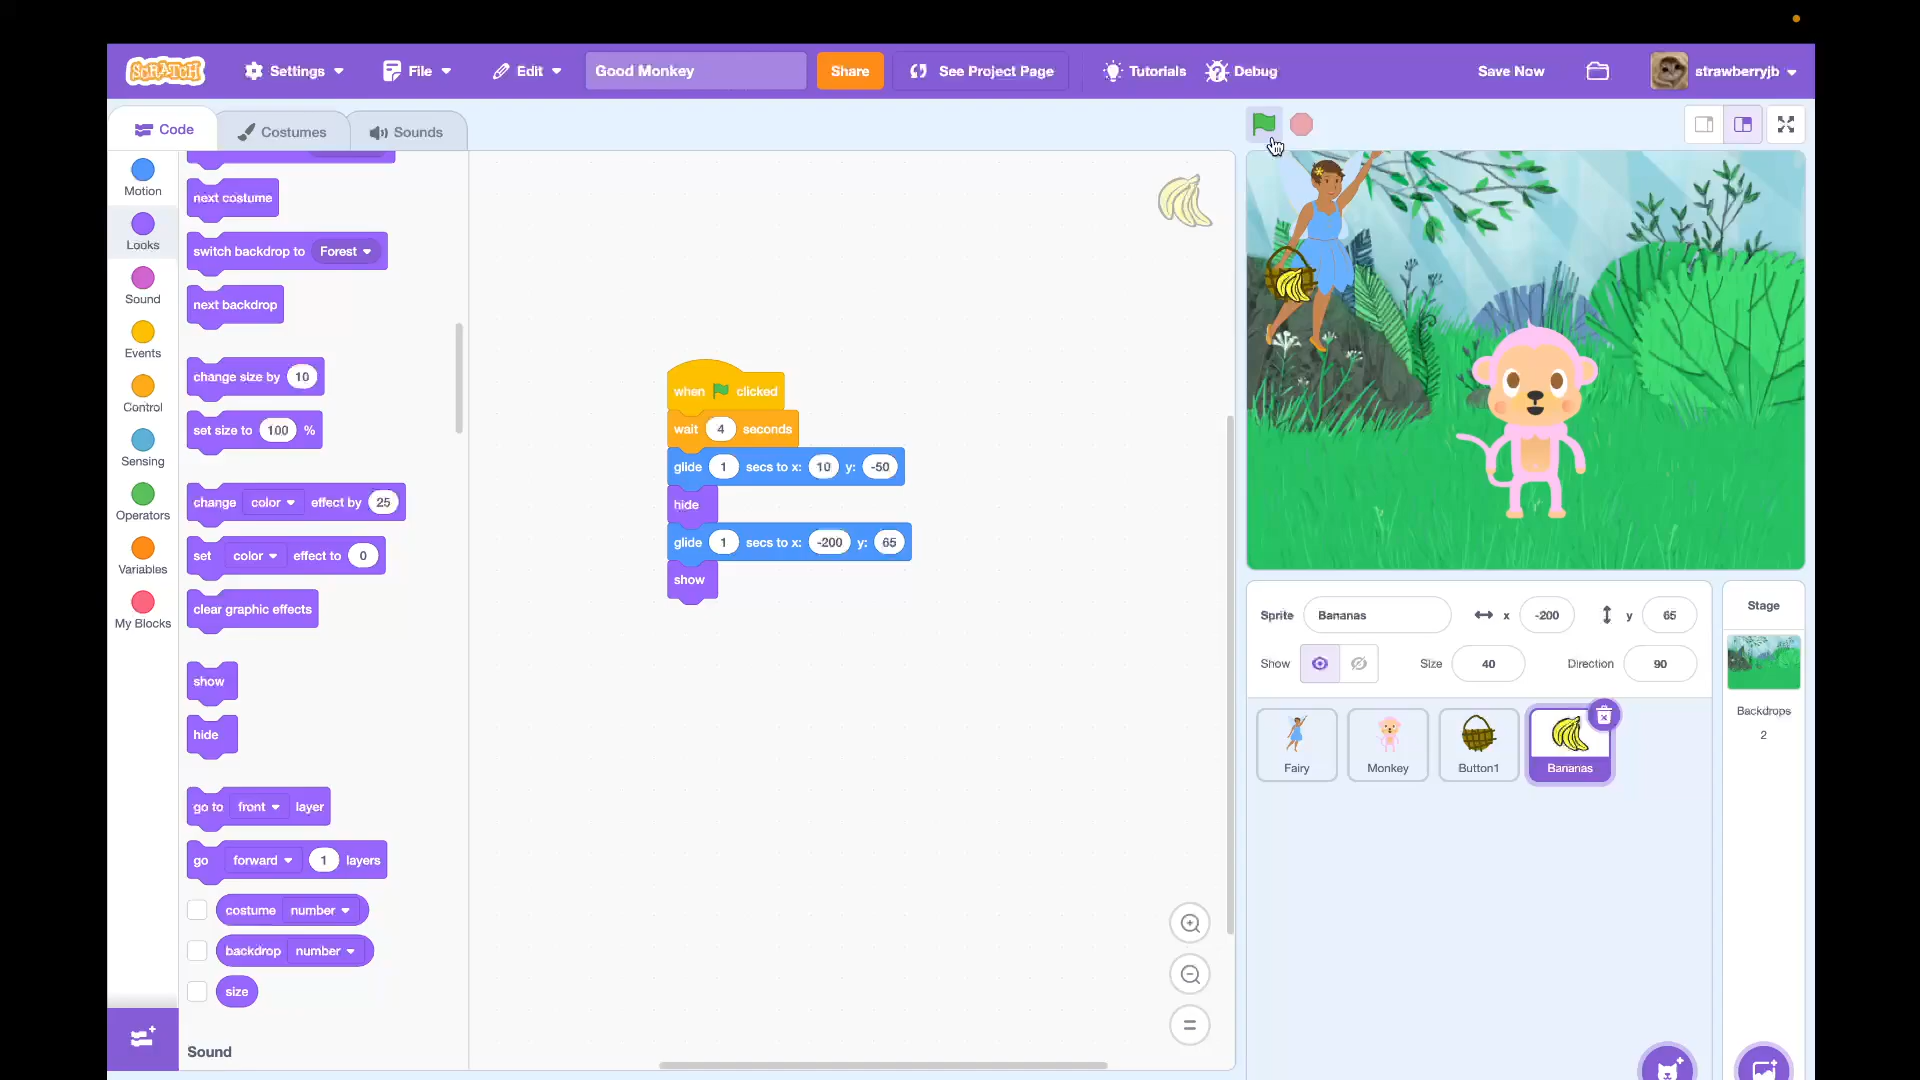 SCRATCH Settings File Edit Good Monkey Share See Project Page Tutorials Debug Save Now strawberryjb
Code Costumes Sounds
Motion
Looks
Sound
Events
Control
Sensing
Operators
Variables
My Blocks
next costume
switch backdrop to Forest
next backdrop
change size by 10
set size to 100 %
change color effect by 25
set color effect to 0
clear graphic effects
show
hide
go to front layer
go forward 1 layers
costume number
backdrop number
size
Sound
when clicked
wait 4 seconds
glide 1 secs to x: 10 y: -50
hide
glide 1 secs to x: -200 y: 65
show
Sprite Bananas x -200 y 65
Show Size 40 Direction 90
Fairy Monkey Button1 Bananas
Stage
Backdrops
2